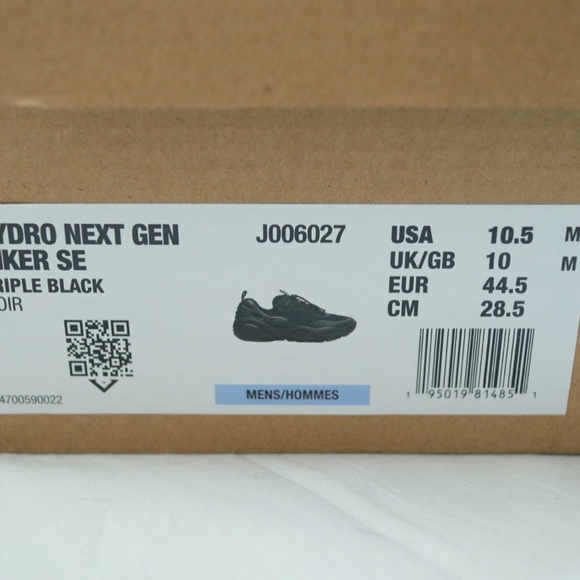 YDRO NEXT GEN
IKER SE
RIPLE BLACK
OIR
4700590022
J006027
MENS/HOMMES
USA 10.5 M
UK/GB 10 M
EUR 44.5
CM 28.5
1 95019 81485 1